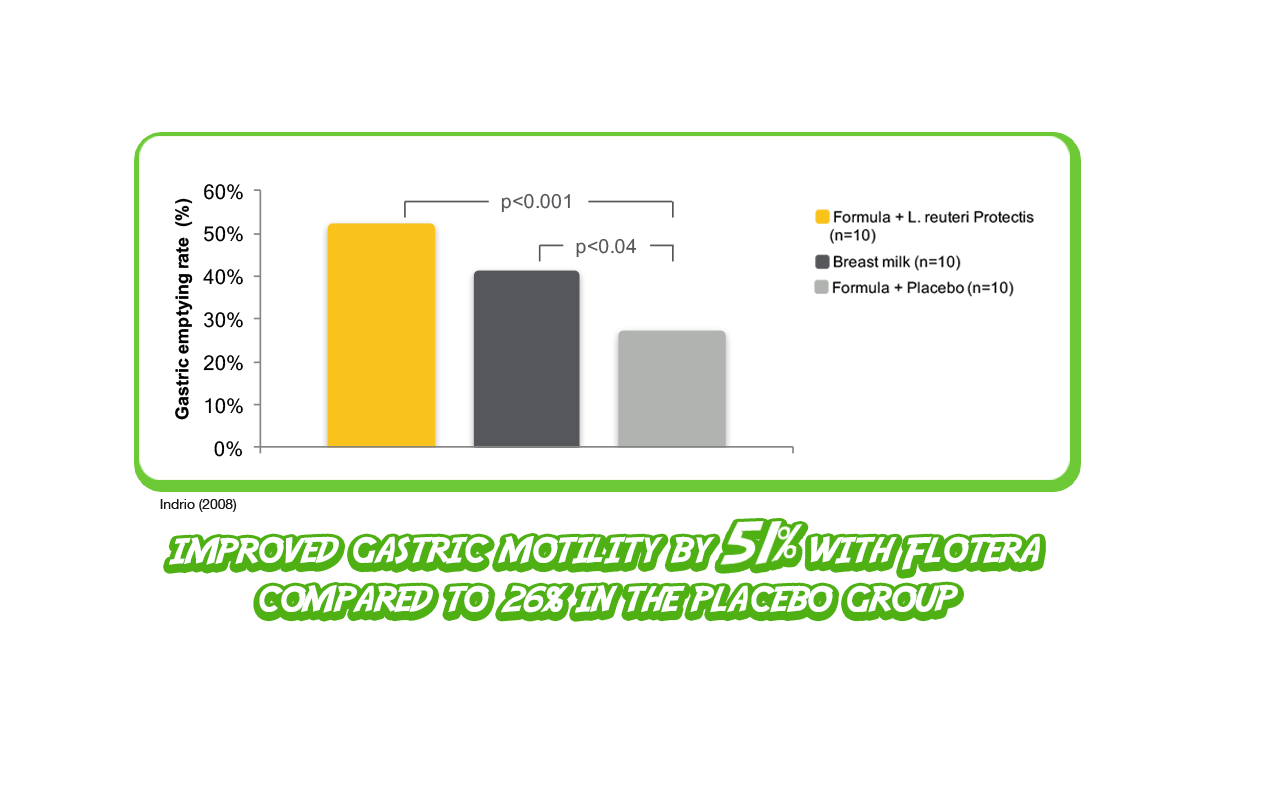 60%
50%
40%
30%
20%
10%
0%
Gastric emptying rate (%)
p<0.001
p<0.04
Formula + L. reuteri Protectis
(n=10)
Breast milk (n=10)
Formula + Placebo (n=10)
Indrio (2008)
IMPROVED GASTRIC MOTILITY BY 51% WITH FLOTERA
COMPARED TO 26% IN THE PLACEBO GROUP